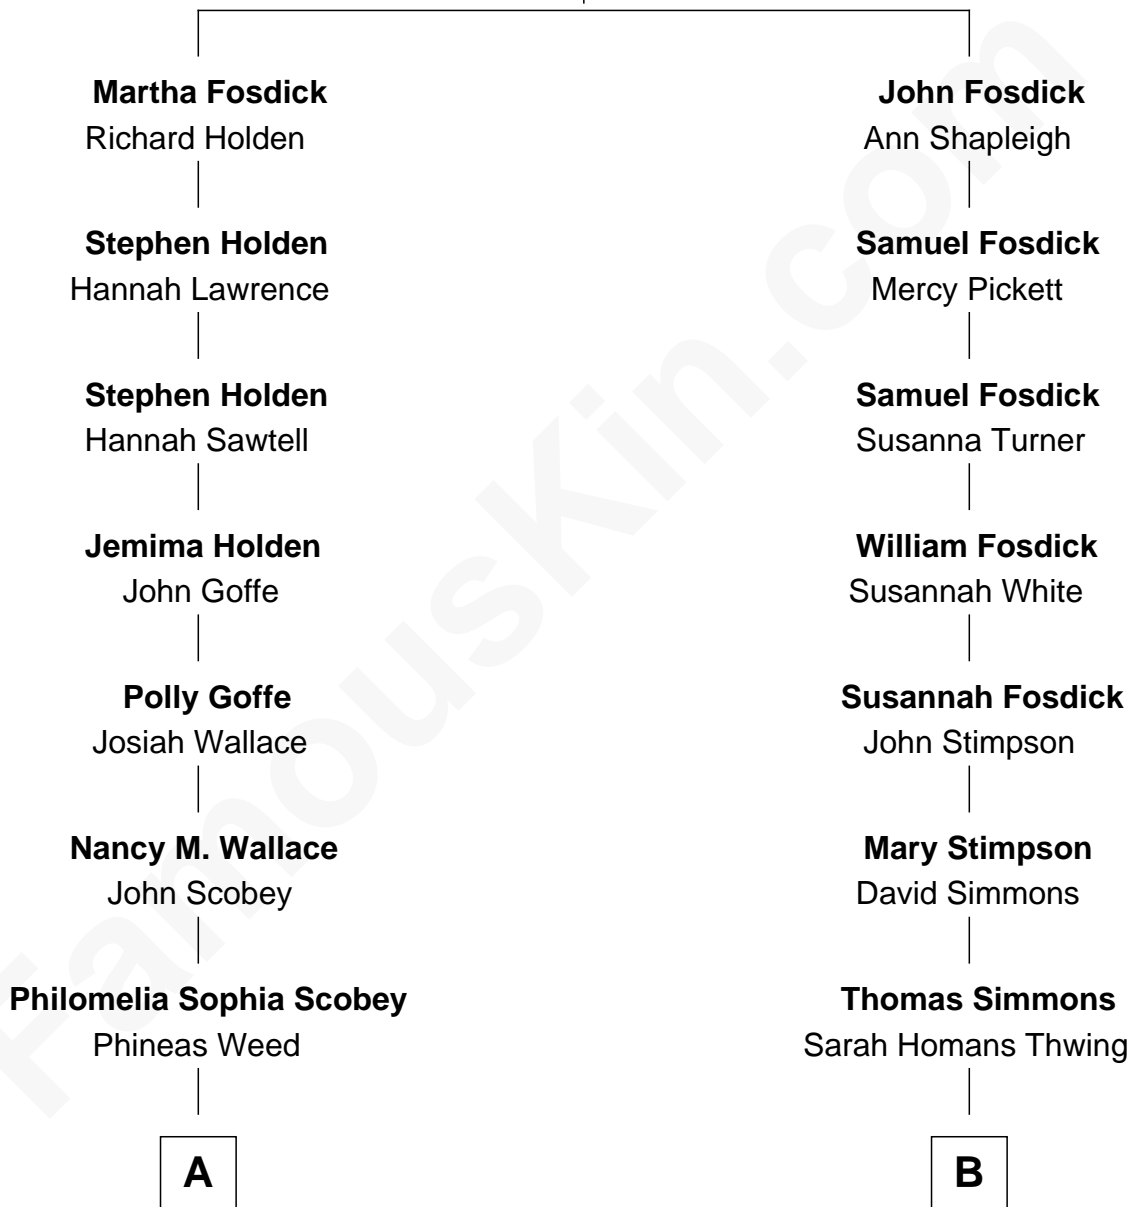 Martha Fosdick
Richard Holden
John Fosdick
Ann Shapleigh
Stephen Holden
Hannah Lawrence
Samuel Fosdick
Mercy Pickett
Stephen Holden
Hannah Sawtell
Samuel Fosdick
Susanna Turner
Jemima Holden
John Goffe
William Fosdick
Susannah White
Polly Goffe
Josiah Wallace
Susannah Fosdick
John Stimpson
Nancy M. Wallace
John Scobey
Mary Stimpson
David Simmons
Philomelia Sophia Scobey
Phineas Weed
Thomas Simmons
Sarah Homans Thwing
A
B
FamousKin.com